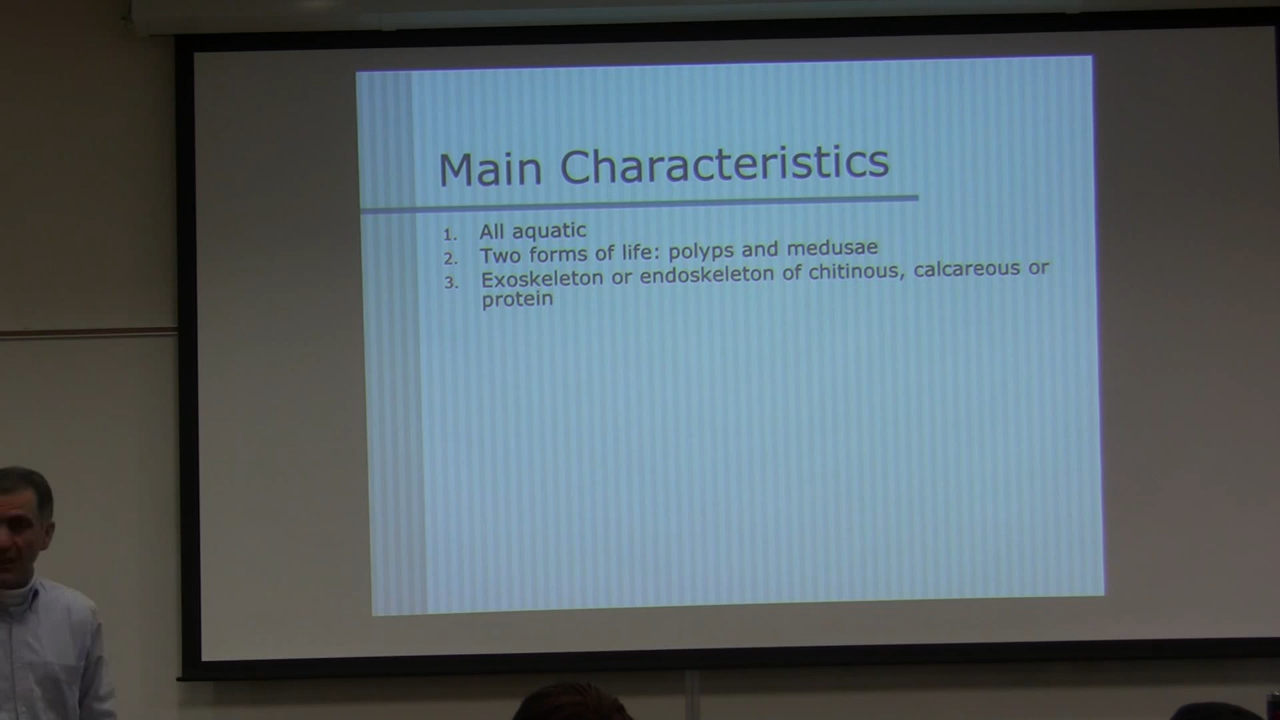 Main Characteristics
1. All aquatic
2. Two forms of life: polyps and medusae
3. Exoskeleton or endoskeleton of chitinous, calcareous or
protein